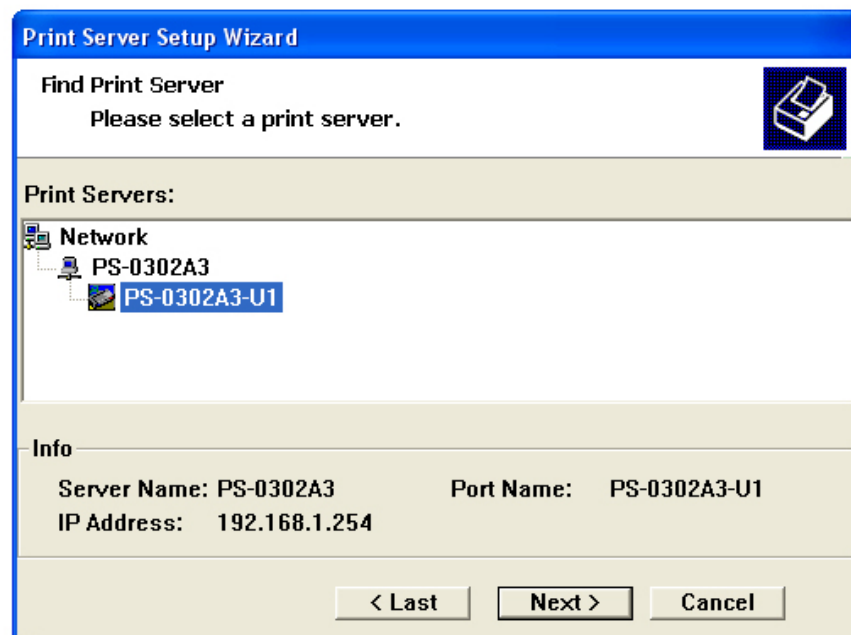 Print Server Setup Wizard
Find Print Server
Please select a print server.
Print Servers:
Network
PS-0302A3
PS-0302A3-U1
Info
Server Name: PS-0302A3 Port Name: PS-0302A3-U1
IP Address: 192.168.1.254
< Last Next > Cancel